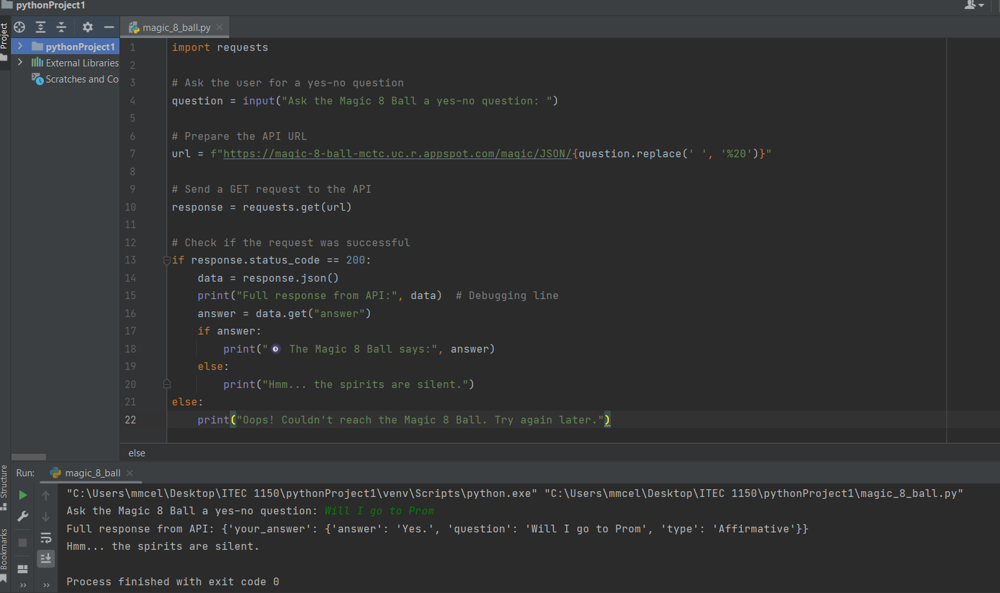 pythonProject1
Project
magic_8_ball.py
pythonProject1
External Libraries
Scratches and Co
1 import requests
2
3 # Ask the user for a yes-no question
4 question = input("Ask the Magic 8 Ball a yes-no question: ")
5
6 # Prepare the API URL
7 url = f"https://magic-8-ball-mctc.uc.r.appspot.com/magic/JSON/{question.replace(' ', '%20')}"
8
9 # Send a GET request to the API
10 response = requests.get(url)
11
12 # Check if the request was successful
13 if response.status_code == 200:
14     data = response.json()
15     print("Full response from API:", data)  # Debugging line
16     answer = data.get("answer")
17     if answer:
18         print("🎱 The Magic 8 Ball says:", answer)
19     else:
20         print("Hmm... the spirits are silent.")
21 else:
22     print("Oops! Couldn't reach the Magic 8 Ball. Try again later.")
else
Structure
Bookmarks
Run: magic_8_ball
"C:\Users\mmcel\Desktop\ITEC 1150\pythonProject1\venv\Scripts\python.exe" "C:\Users\mmcel\Desktop\ITEC 1150\pythonProject1\magic_8_ball.py"
Ask the Magic 8 Ball a yes-no question: Will I go to Prom
Full response from API: {'your_answer': {'answer': 'Yes.', 'question': 'Will I go to Prom', 'type': 'Affirmative'}}
Hmm... the spirits are silent.
Process finished with exit code 0